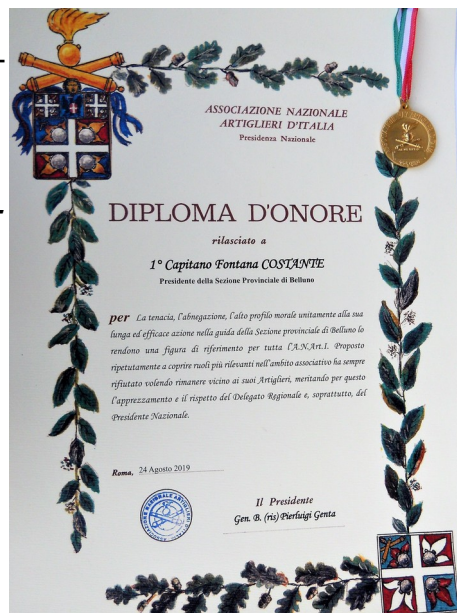 ASSOCIAZIONE NAZIONALE
ARTIGLIERI D'ITALIA
Presidenza Nazionale
DIPLOMA D'ONORE
rilasciato a
1° Capitano Fontana COSTANTE
Presidente della Sezione Provinciale di Belluno
per La tenacia, l'abnegazione, l'alto profilo morale unitamente alla sua
lunga ed efficace azione nella guida della Sezione provinciale di Belluno lo
rendono una figura di riferimento per tutta l'A.N.Art.I. Proposto
ripetutamente a coprire ruoli più rilevanti nell'ambito associativo ha sempre
rifiutato volendo rimanere vicino ai suoi Artiglieri, meritando per questo
l'apprezzamento e il rispetto del Delegato Regionale e, soprattutto, del
Presidente Nazionale.
Roma, 24 Agosto 2019
Il Presidente
Gen. B. (ris) Pierluigi Genta